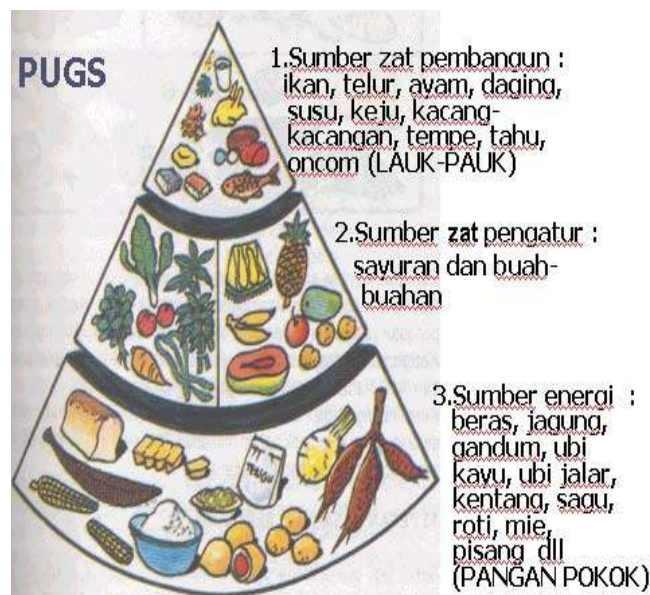 PUGS
1.Sumber zat pembangun :
ikan, telur, ayam, daging,
susu, keju, kacang-
kacangan, tempe, tahu,
oncom (LAUK-PAUK)
2.Sumber zat pengatur :
sayuran dan buah-
buahan
3.Sumber energi :
beras, jagung,
gandum, ubi
kayu, ubi jalar,
kentang, sagu,
roti, mie,
pisang dll
(PANGAN POKOK)
TERIGU